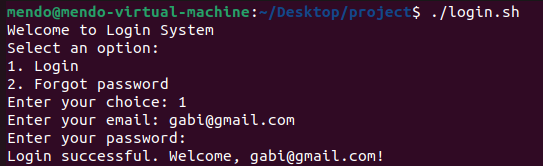 mendo@mendo-virtual-machine:~/Desktop/project$ ./login.sh
Welcome to Login System
Select an option:
1. Login
2. Forgot password
Enter your choice: 1
Enter your email: gabi@gmail.com
Enter your password:
Login successful. Welcome, gabi@gmail.com!